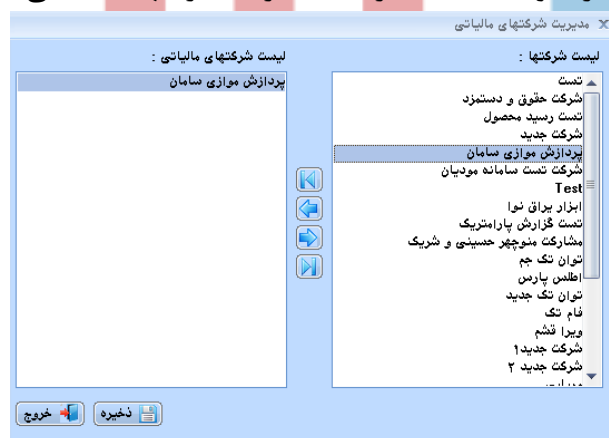 مدیریت شرکتهای مالیاتی
لیست شرکتها :
تست
شرکت حقوق و دستمزد
تست رسید محصول
شرکت جدید
پردازش موازی سامان
شرکت تست سامانه مودیان
Test
ابزار یراق نوا
تست گزارش پارامتریک
مشارکت منوچهر حسینی و شریک
توان تک جم
اطلس پارس
توان تک جدید
فام تک
ویرا قشم
شرکت جدید۱
شرکت جدید ۲
لیست شرکتهای مالیاتی :
پردازش موازی سامان
ذخیره
خروج